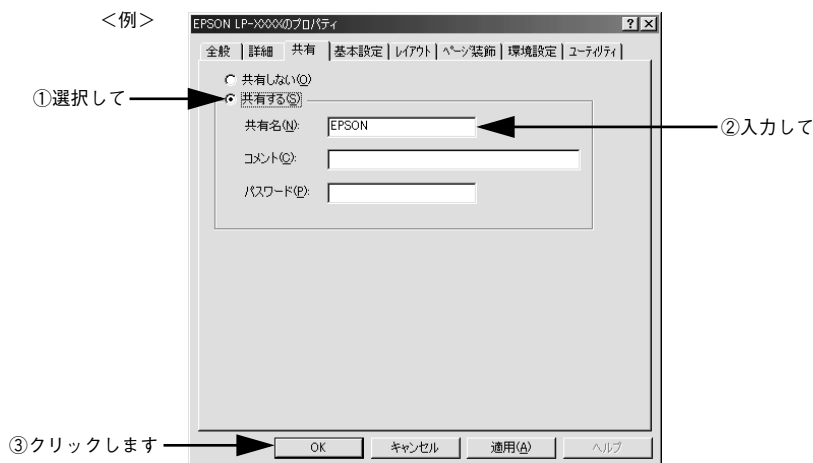 ＜例＞
EPSON LP-XXXXのプロパティ
全般 詳細 共有 基本設定 レイアウト ページ装飾 環境設定 ユーティリティ
共有しない(O)
①選択して
共有する(S)
共有名(N): EPSON
②入力して
コメント(C):
パスワード(P):
③クリックします
OK キャンセル 適用(A) ヘルプ